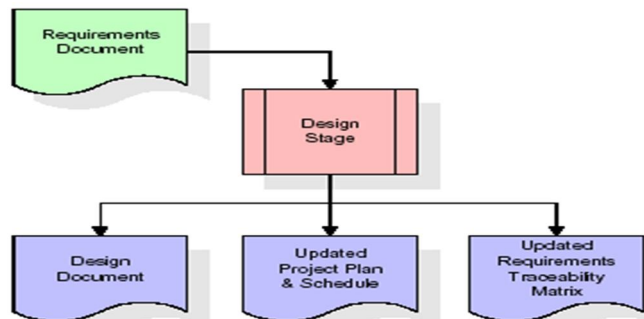 Requirements
Document
Design
Stage
Design
Document
Updated
Project Plan
& Schedule
Updated
Requirements
Traceability
Matrix